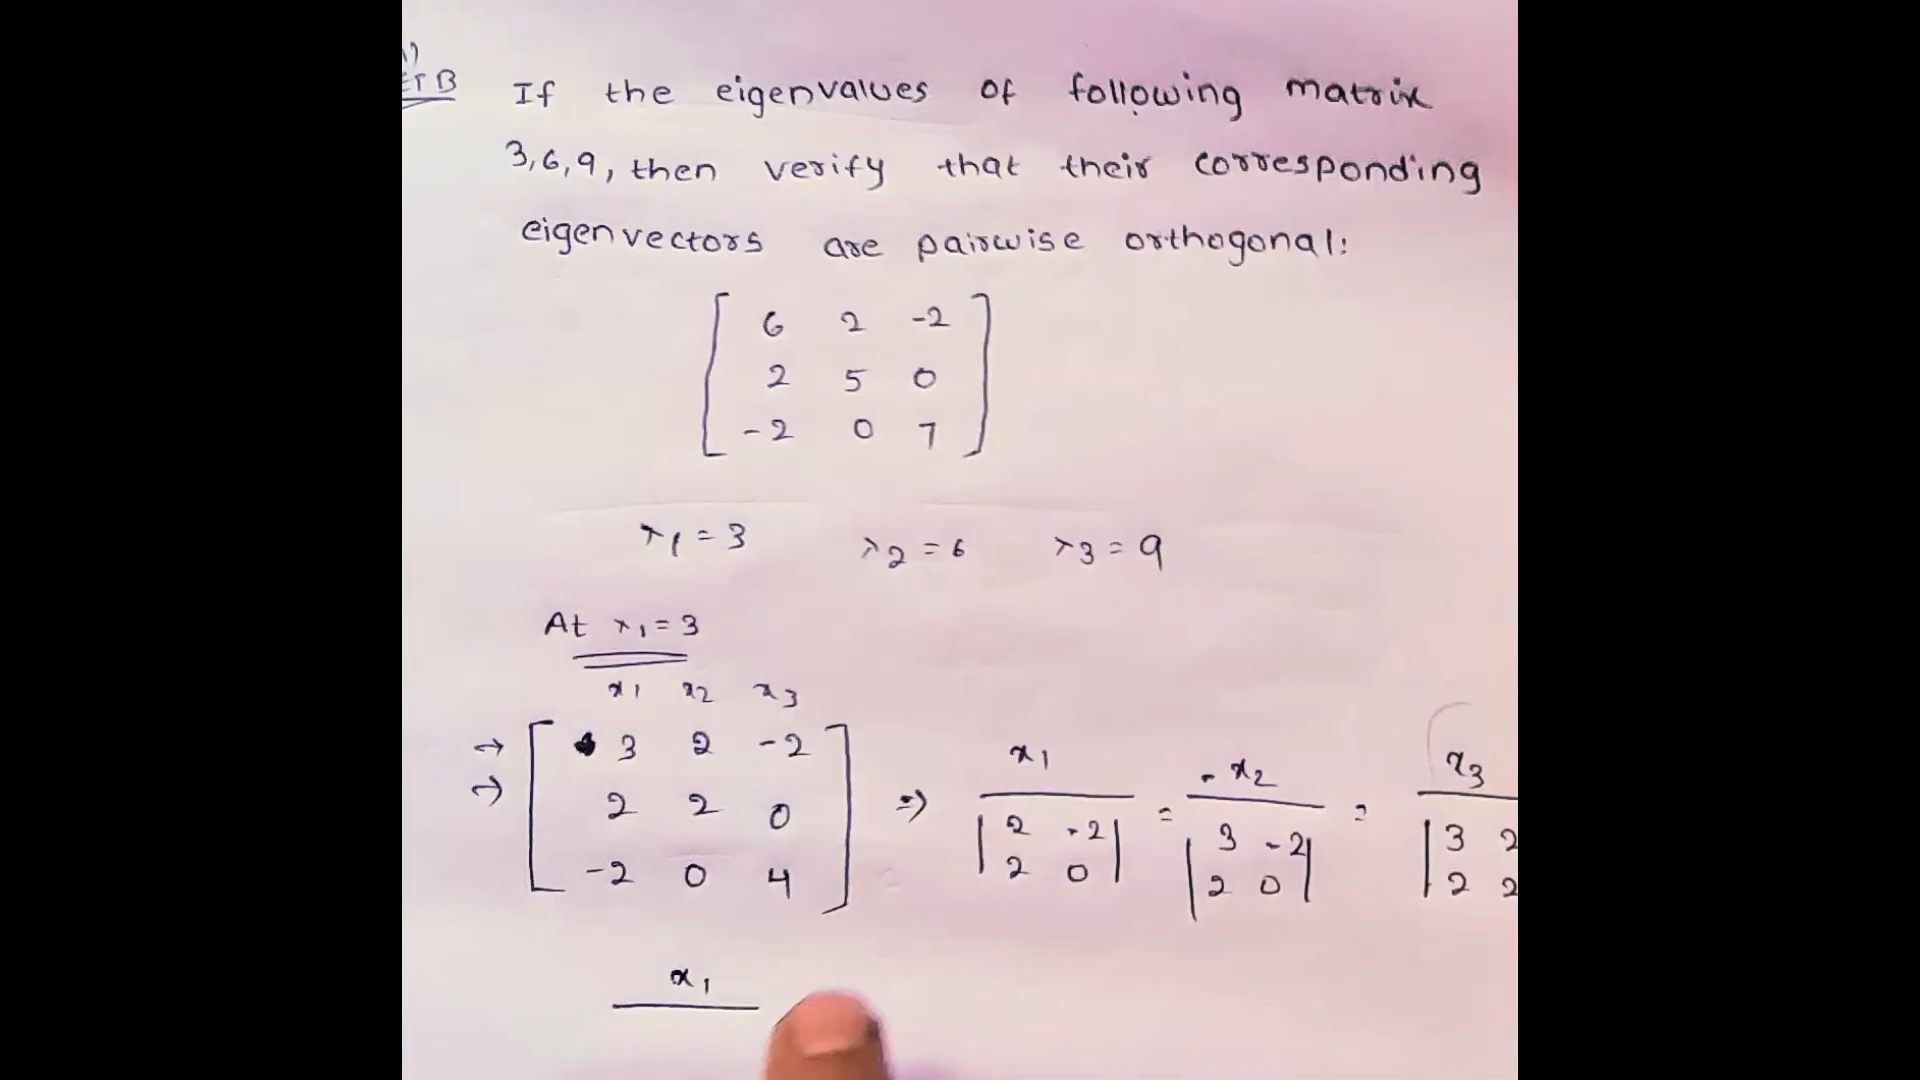 If the eigenvalues of following matrix
3,6,9, then verify that their corresponding
eigenvectors are pairwise orthogonal:
6 2 -2
2 5 0
-2 0 7
λ1 = 3 λ2 = 6 λ3 = 9
At λ1 = 3
x1 x2 x3
→ 3 2 -2
→ 2 2 0
-2 0 4
⇒ x1 / |2 -2; 2 0| = -x2 / |3 -2; 2 0| = x3 / |3 2; 2 2
x1